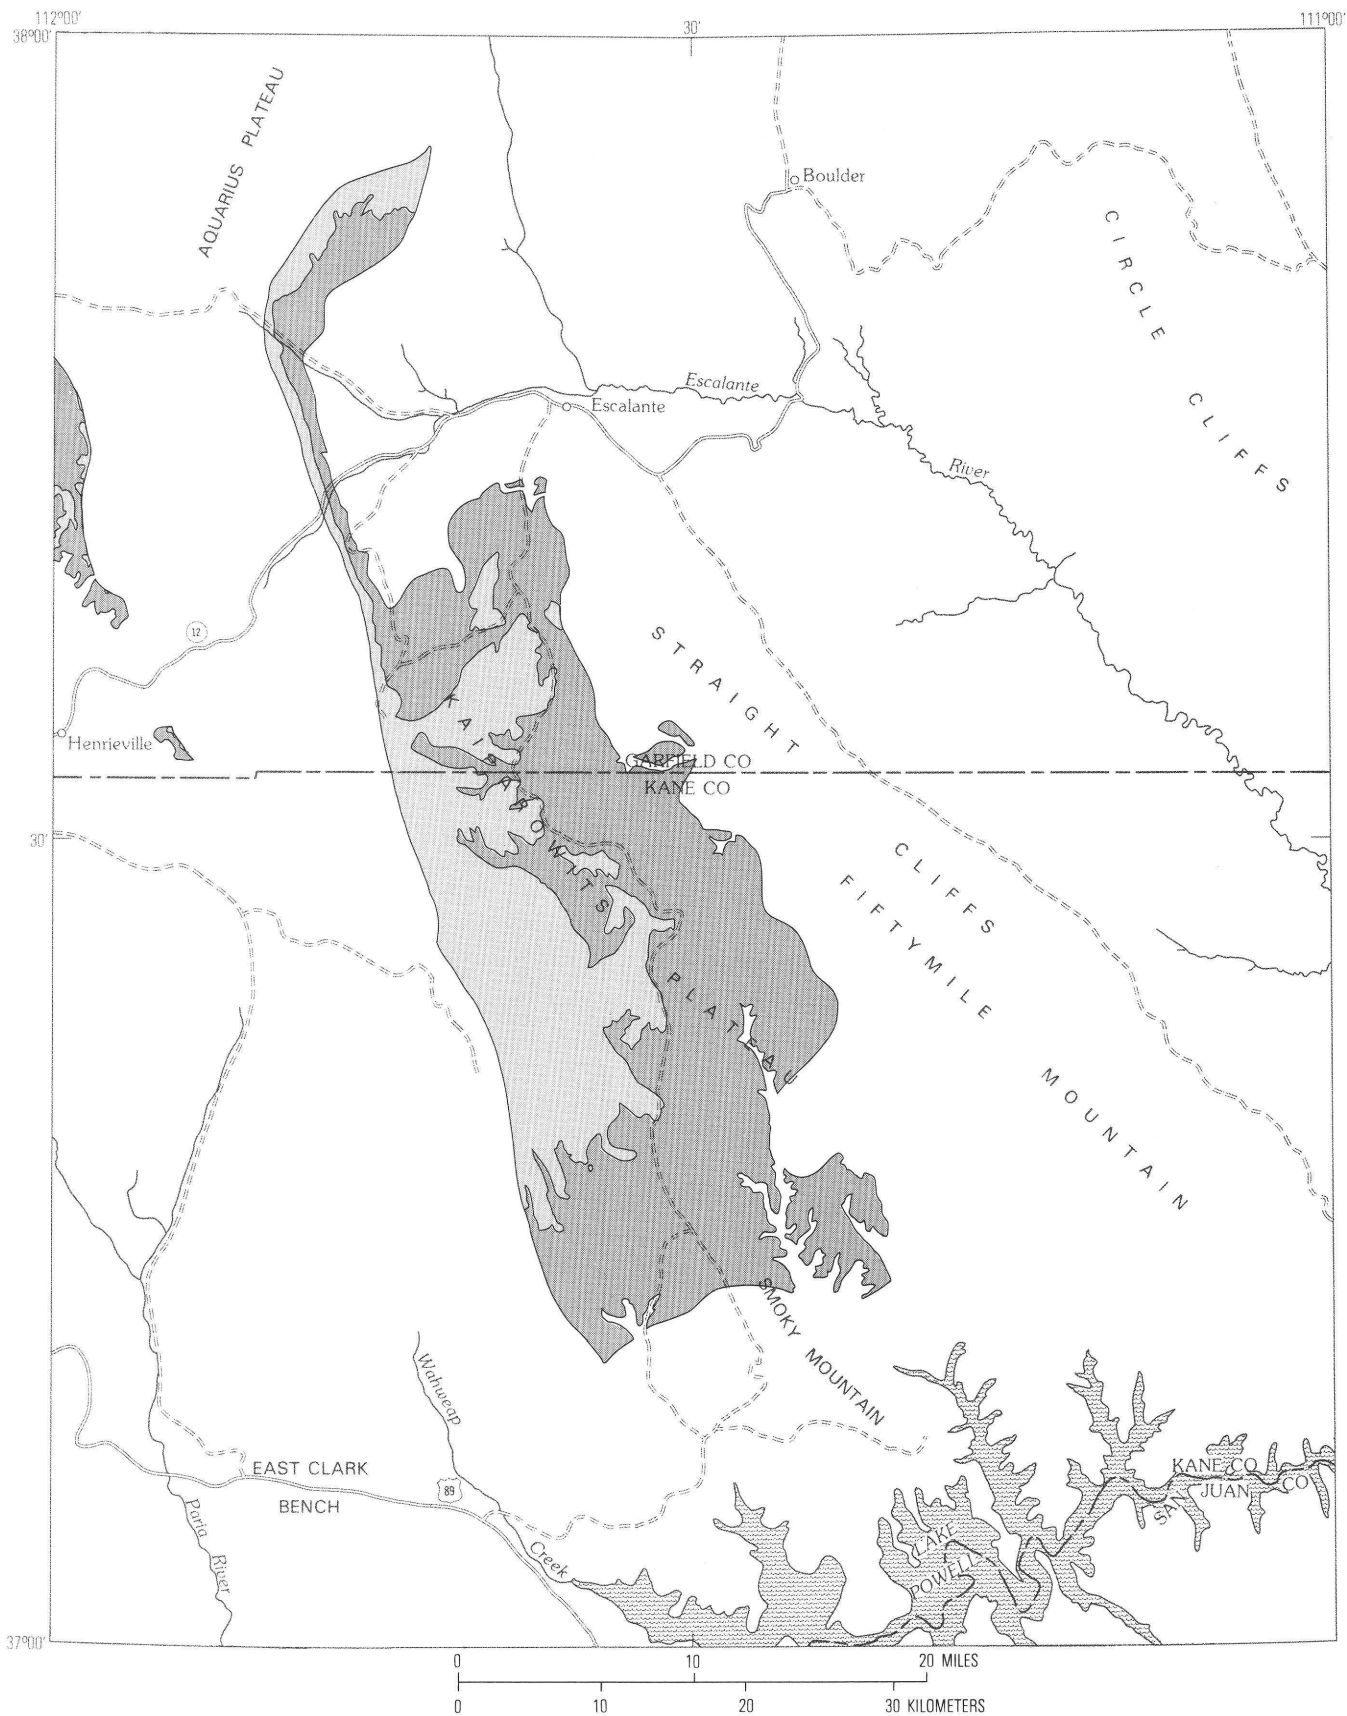 112°00'
30'
111°00'
38°00'
AQUARIUS PLATEAU
Boulder
CIRCLE CLIFFS
Escalante
Escalante
River
12
STRAIGHT
Henrieville
KAIPAROWITS
GARFIELD CO
KANE CO
30'
CLIFFS
FIFTYMILE
PLATEAU
MOUNTAIN
SMOKY MOUNTAIN
Wahweap
EAST CLARK
BENCH
89
KANE CO
SAN JUAN CO
Paria
River
Creek
LAKE
POWELL
37°00'
0 10 20 MILES
0 10 20 30 KILOMETERS